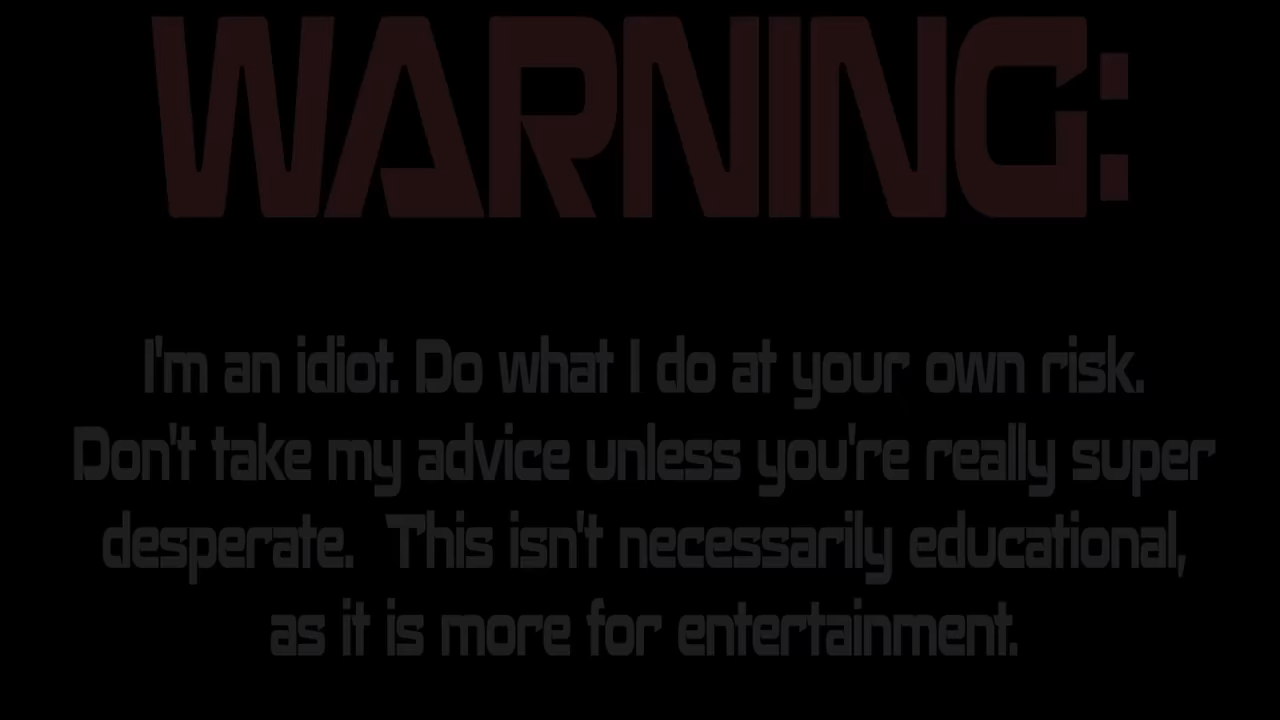 WARNING:
I'm an idiot. Do what I do at your own risk.
Don't take my advice unless you're really super
desperate.  This isn't necessarily educational,
as it is more for entertainment.